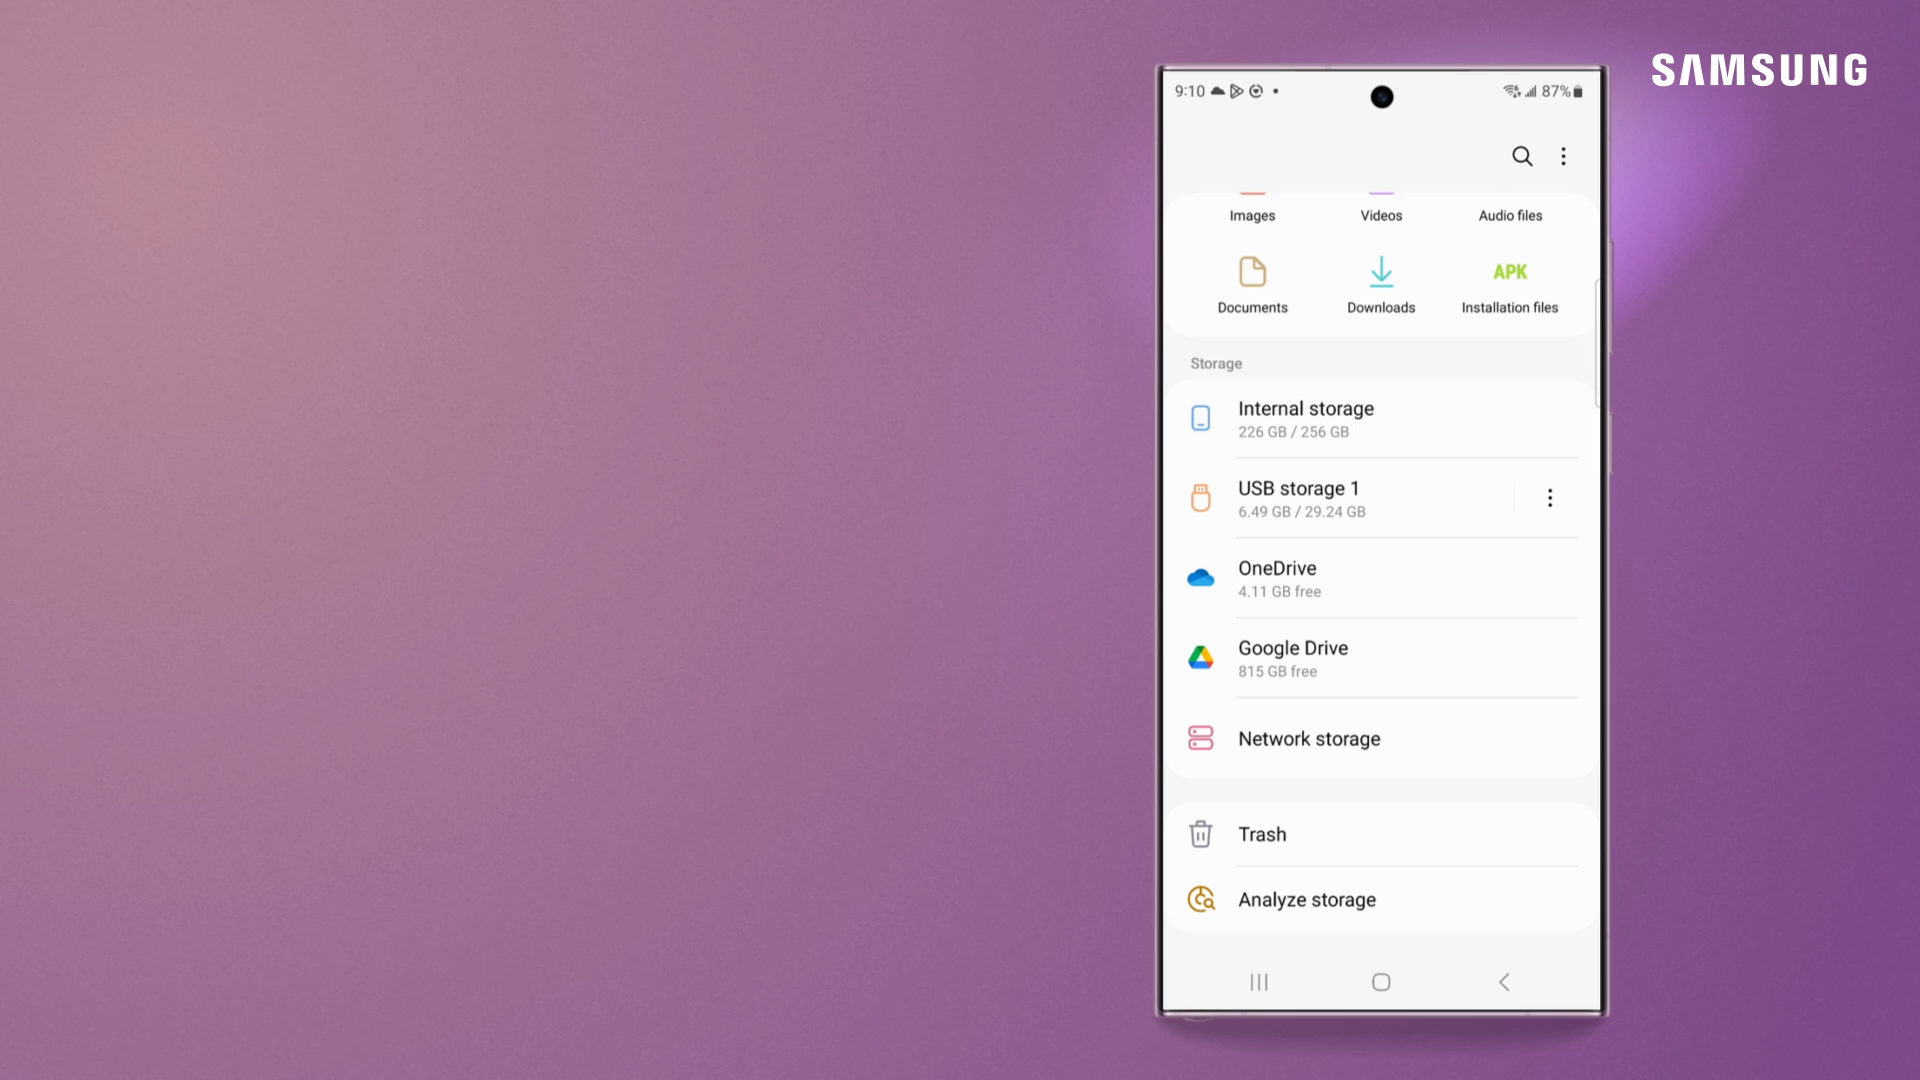 SAMSUNG
9:10 87%
Images Videos Audio files
APK
Documents Downloads Installation files
Storage
Internal storage
226 GB / 256 GB
USB storage 1
6.49 GB / 29.24 GB
OneDrive
4.11 GB free
Google Drive
815 GB free
Network storage
Trash
Analyze storage